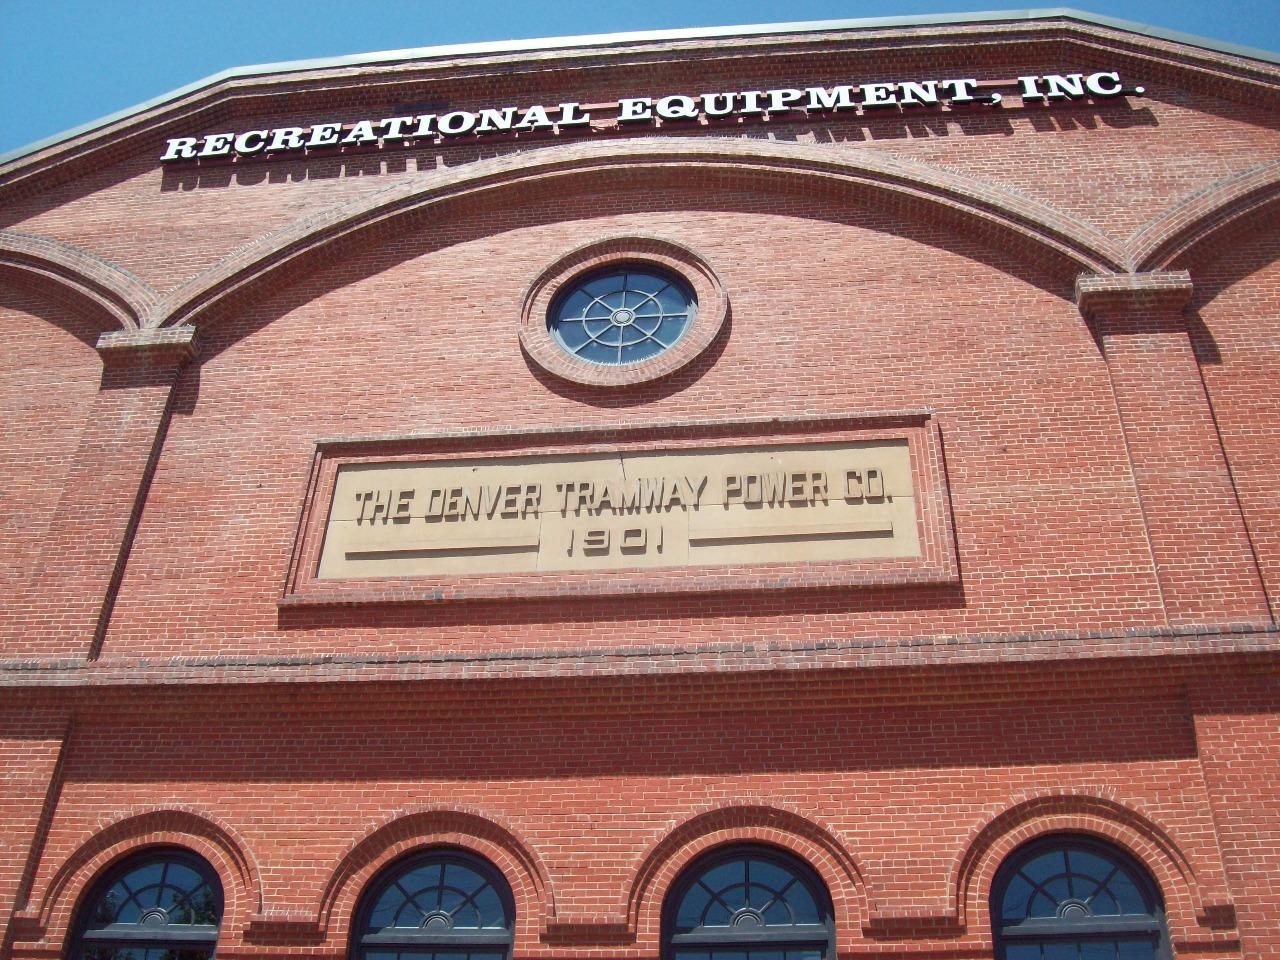 RECREATIONAL EQUIPMENT, INC.
THE DENVER TRAMWAY POWER CO.
1901